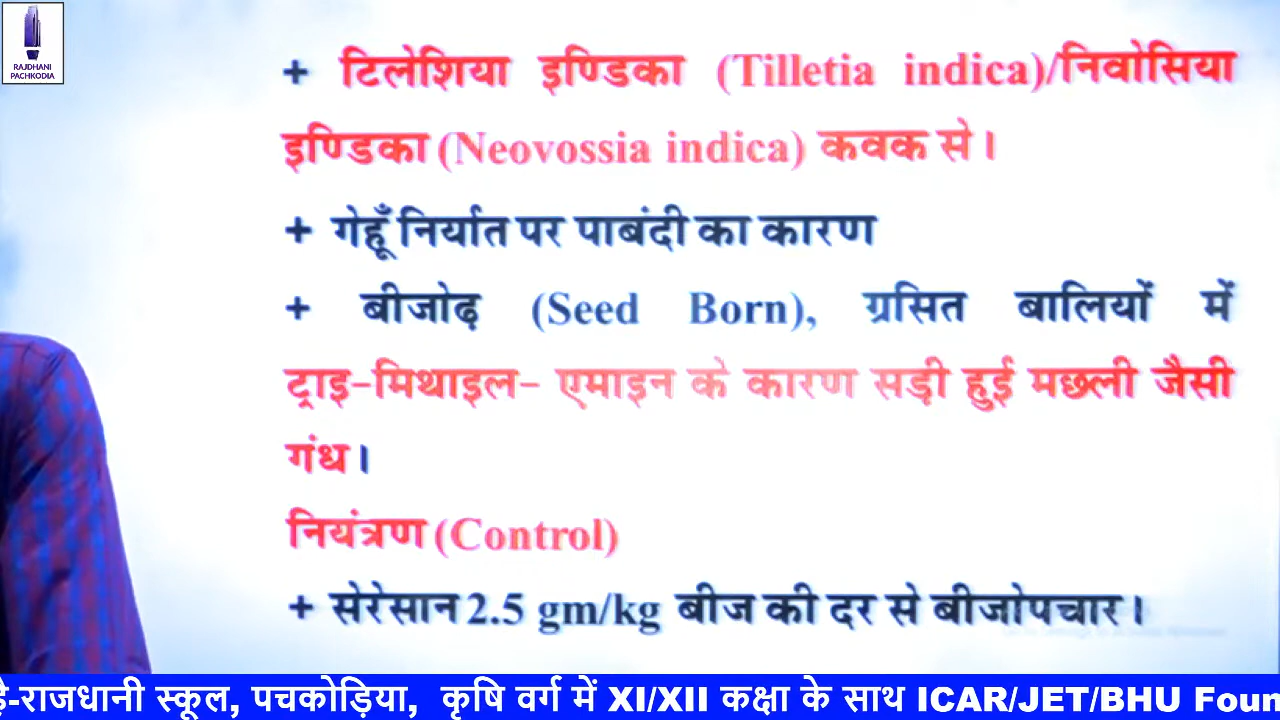 RAJDHANI
PACHKODIA
+ टिलेशिया इण्डिका (Tilletia indica)/निवोसिया
इण्डिका (Neovossia indica) कवक से।
+ गेहूँ निर्यात पर पाबंदी का कारण
+ बीजोढ़ (Seed Born), ग्रसित बालियों में
ट्राइ-मिथाइल- एमाइन के कारण सड़ी हुई मछली जैसी
गंध।
नियंत्रण (Control)
+ सेरेसान 2.5 gm/kg बीज की दर से बीजोपचार।
है-राजधानी स्कूल, पचकोड़िया, कृषि वर्ग में XI/XII कक्षा के साथ ICAR/JET/BHU Foun